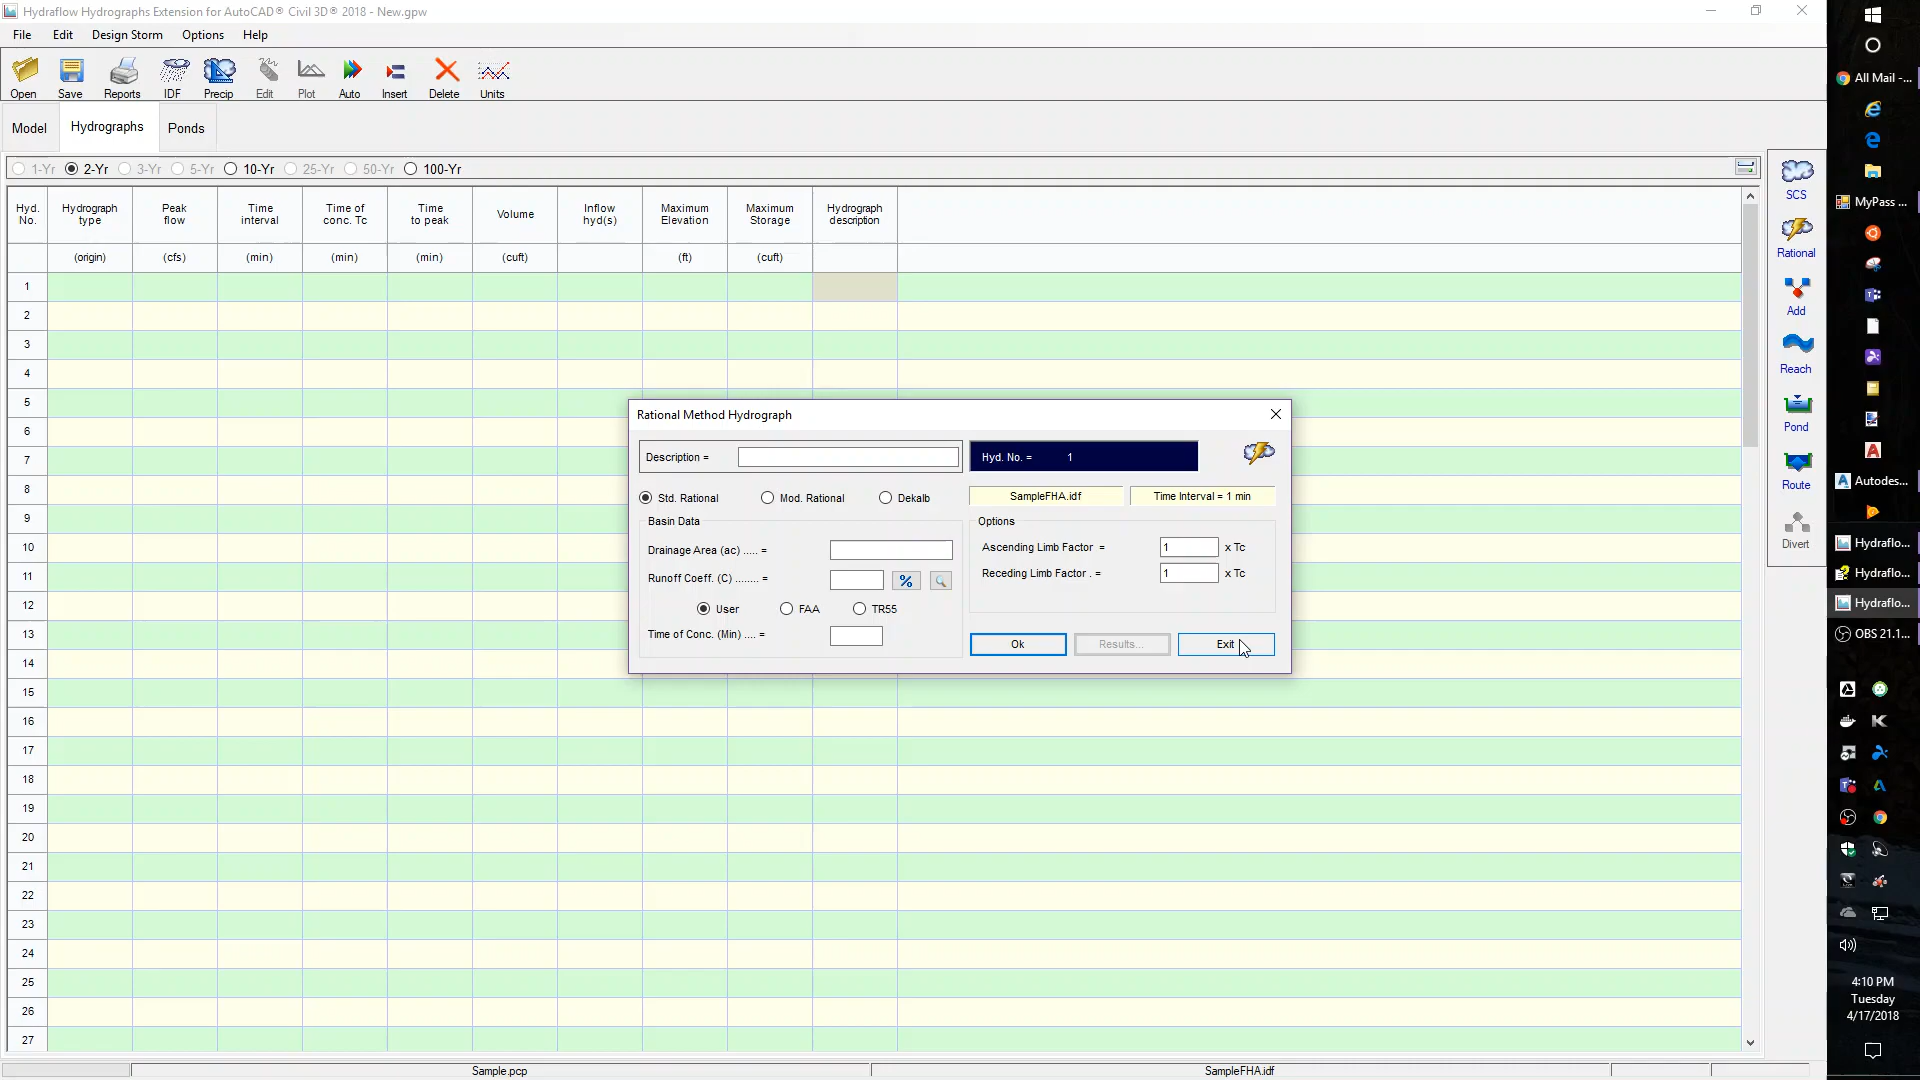 Hydraflow Hydrographs Extension for AutoCAD® Civil 3D® 2018 - New.gpw
File Edit Design Storm Options Help
Open Save Reports IDF Precip Edit Plot Auto Insert Delete Units
Model Hydrographs Ponds
1-Yr 2-Yr 3-Yr 5-Yr 10-Yr 25-Yr 50-Yr 100-Yr
Hyd. Hydrograph Peak Time Time of Time Volume Inflow Maximum Maximum Hydrograph
No. type flow interval conc. Tc to peak hyd(s) Elevation Storage description
(origin) (cfs) (min) (min) (min) (cuft) (ft) (cuft)
1
2
3
4
5
6
7
8
9
10
11
12
13
14
15
16
17
18
19
20
21
22
23
24
25
26
27
Rational Method Hydrograph
Description = Hyd. No. = 1
Std. Rational Mod. Rational Dekalb SampleFHA.idf Time Interval = 1 min
Basin Data Options
Drainage Area (ac) ..... = Ascending Limb Factor = 1 x Tc
Runoff Coeff. (C) ........ = % Receding Limb Factor . = 1 x Tc
User FAA TR55
Time of Conc. (Min) .... = Ok Results... Exit
SCS
Rational
Add
Reach
Pond
Route
Divert
Sample.pcp SampleFHA.idf
All Mail -...
MyPass ...
Autodes...
Hydraflo...
Hydraflo...
Hydraflo...
OBS 21.1...
4:10 PM
Tuesday
4/17/2018